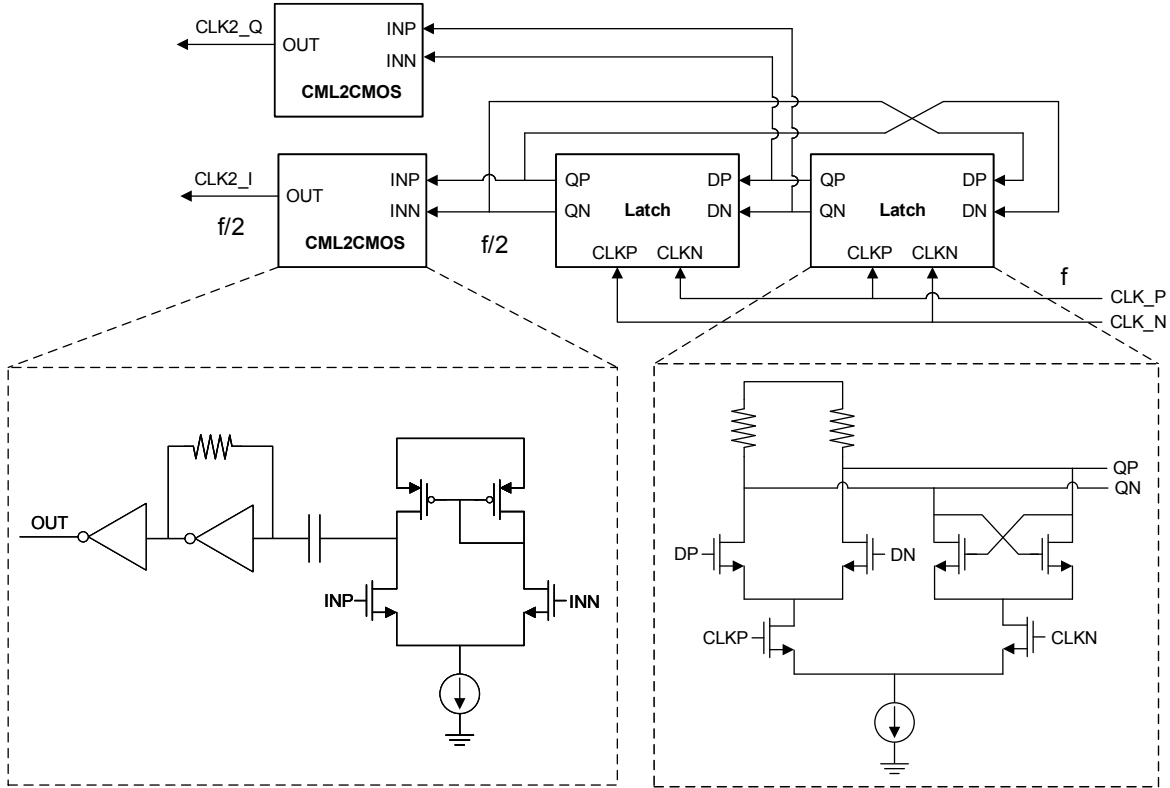 CLK2_Q
OUT
INP
INN
CML2CMOS
CLK2_I
OUT
INP
INN
CML2CMOS
f/2
f/2
QP
QN
DP
DN
Latch
CLKP
CLKN
QP
QN
DP
DN
Latch
CLKP
CLKN
f
CLK_P
CLK_N
OUT
INP
INN
QP
QN
DP
DN
CLKP
CLKN